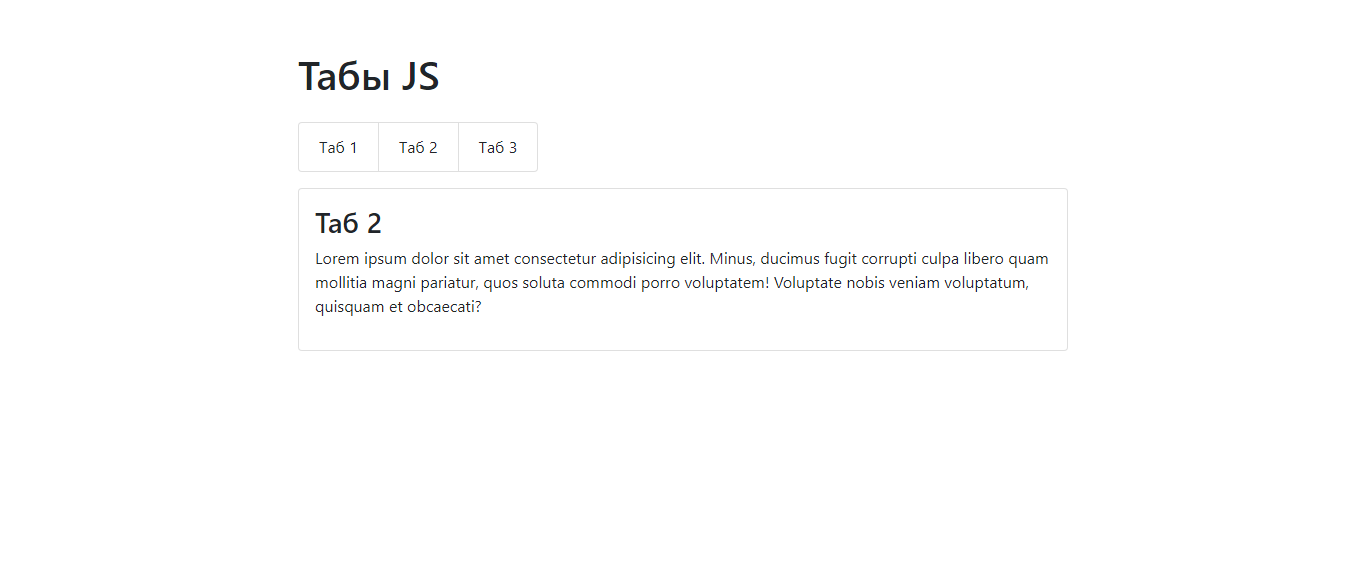 Табы JS
Таб 1 Таб 2 Таб 3
Таб 2
Lorem ipsum dolor sit amet consectetur adipisicing elit. Minus, ducimus fugit corrupti culpa libero quam
mollitia magni pariatur, quos soluta commodi porro voluptatem! Voluptate nobis veniam voluptatum,
quisquam et obcaecati?